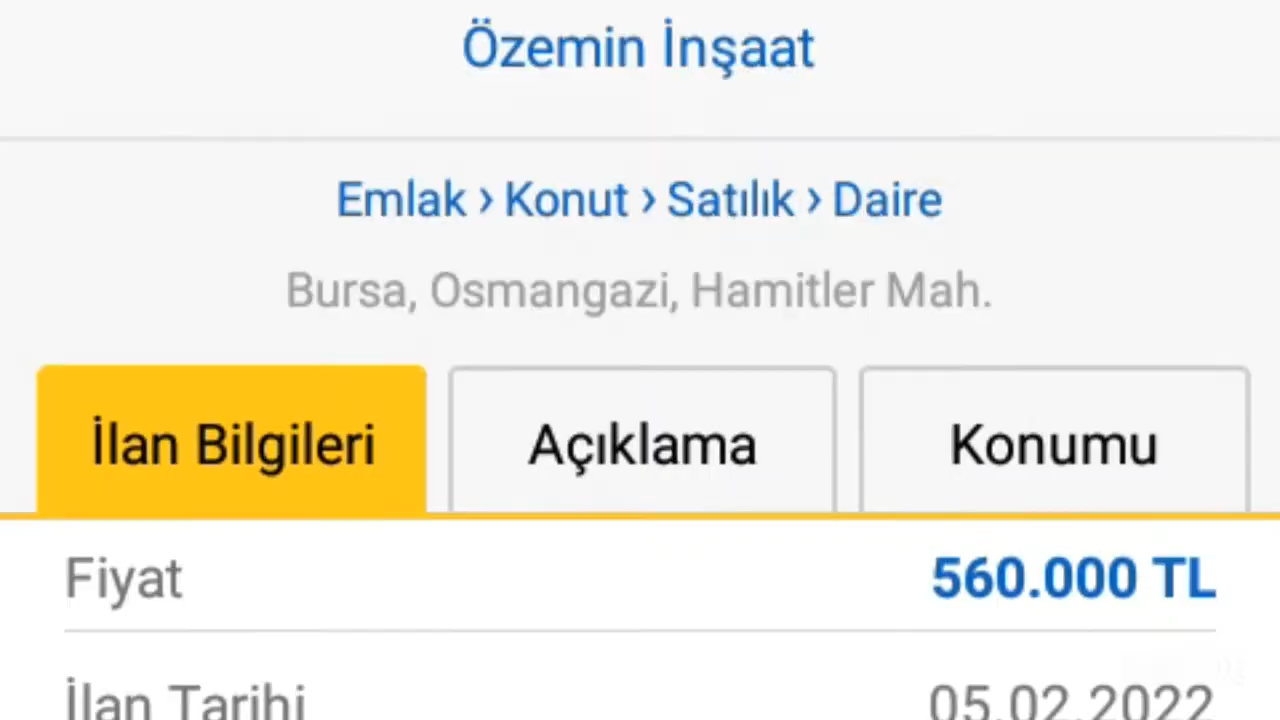 Özemin İnşaat
Emlak › Konut › Satılık › Daire
Bursa, Osmangazi, Hamitler Mah.
İlan Bilgileri
Açıklama
Konumu
Fiyat 560.000 TL
İlan Tarihi 05.02.2022